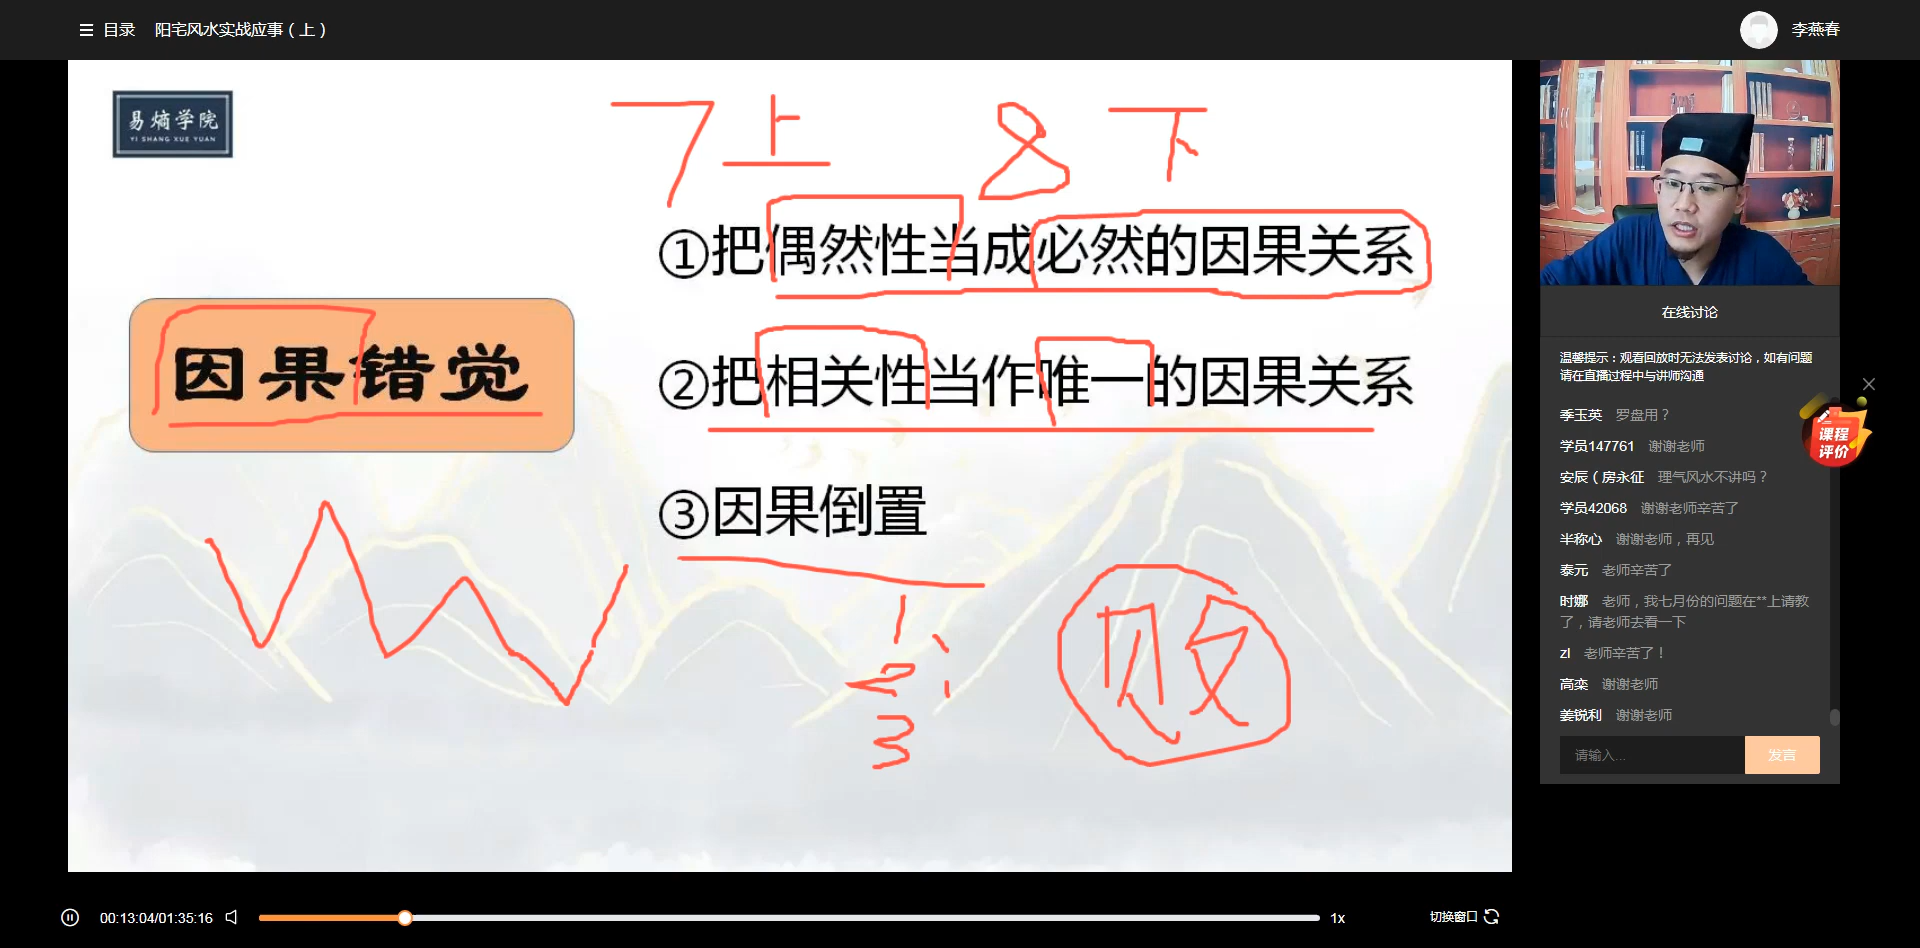 目录 阳宅风水实战应事（上）
李燕春
易熵学院
YI SHANG XUE YUAN
7上 8下
①把偶然性当成必然的因果关系
因果错觉
②把相关性当作唯一的因果关系
③因果倒置
1
2
3
在线讨论
温馨提示：观看回放时无法发表讨论，如有问题
请在直播过程中与讲师沟通
季玉英 罗盘用？
学员147761 谢谢老师
安辰（房永征 理气风水不讲吗？
学员42068 谢谢老师辛苦了
半称心 谢谢老师，再见
泰元 老师辛苦了
时娜 老师，我七月份的问题在**上请教
了，请老师去看一下
zl 老师辛苦了！
高栾 谢谢老师
姜锐利 谢谢老师
课程
评价
请输入... 发言
00:13:04/01:35:16 1x 切换窗口